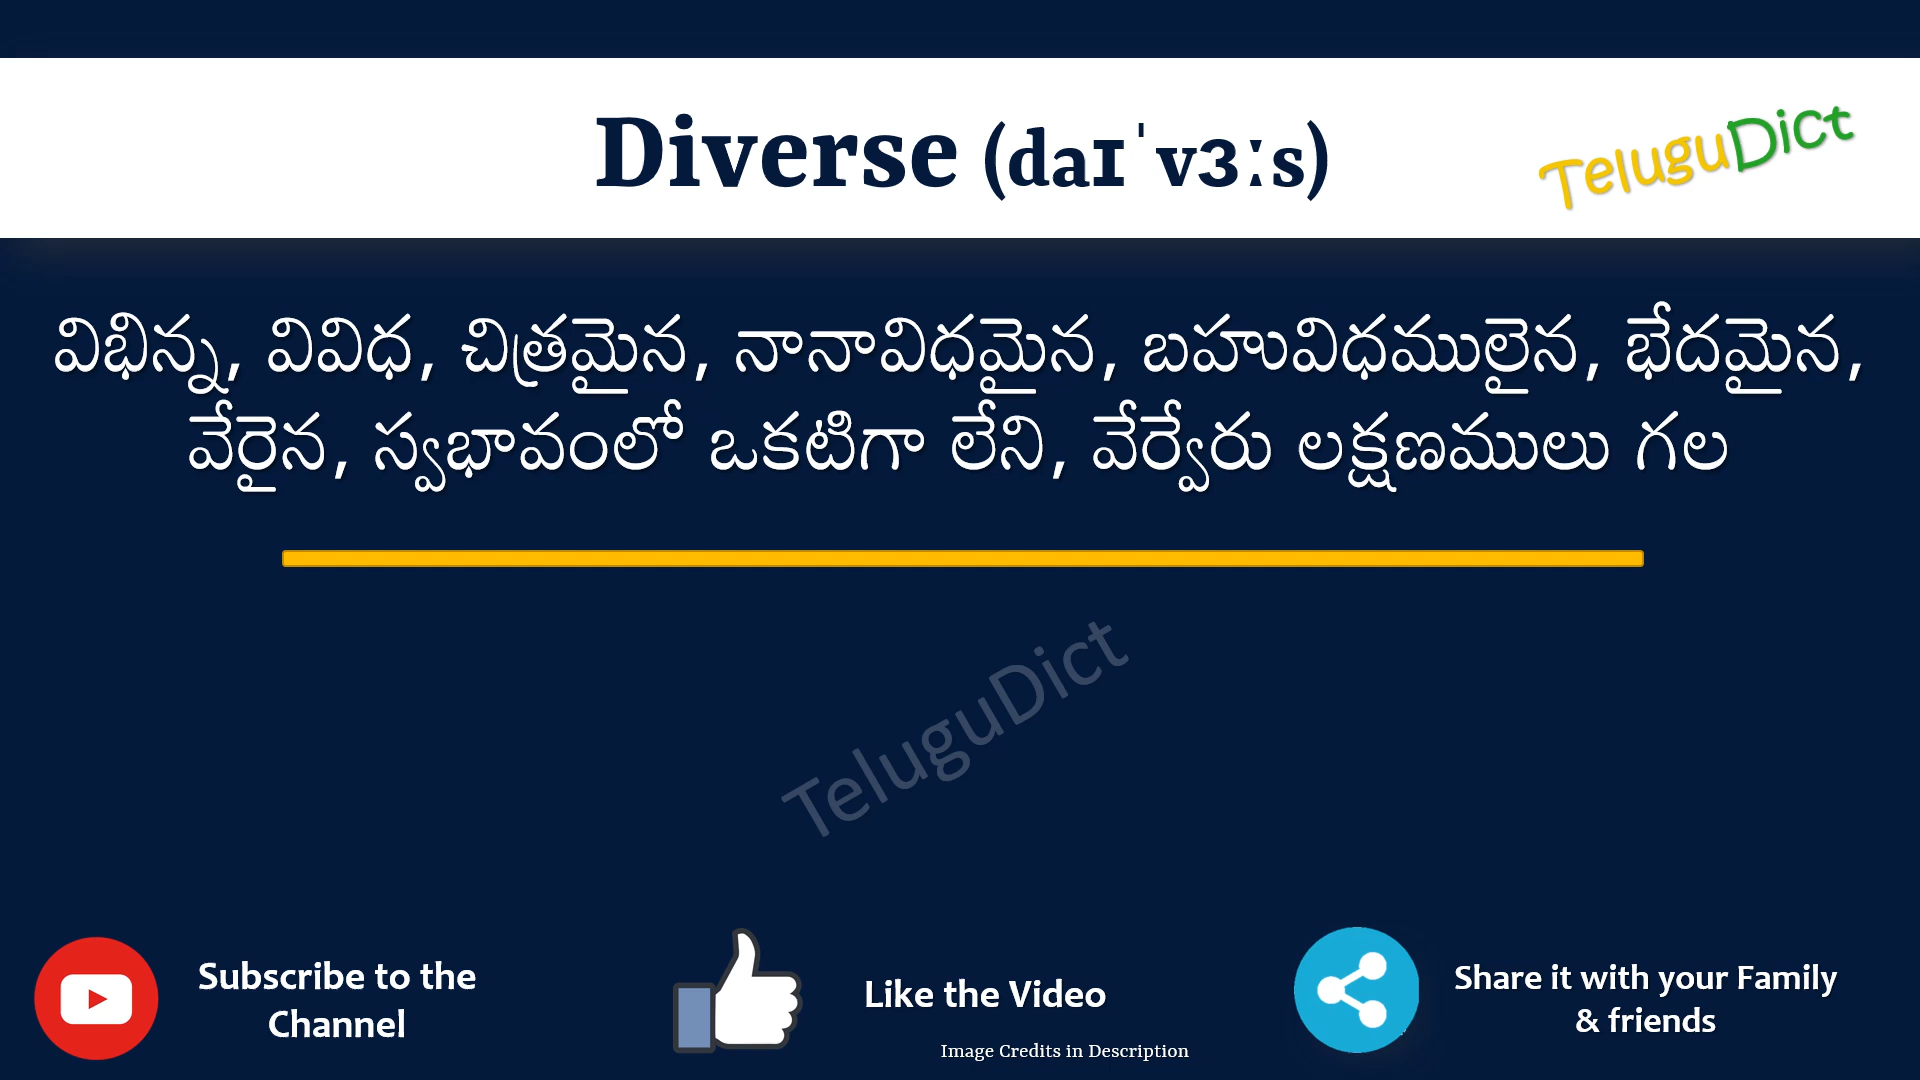 Diverse (daɪˈvɜːs)
TeluguDict
విభిన్న, వివిధ, చిత్రమైన, నానావిధమైన, బహువిధములైన, భేదమైన,
వేరైన, స్వభావంలో ఒకటిగా లేని, వేర్వేరు లక్షణములు గల
TeluguDict
Subscribe to the
Channel
Like the Video
Share it with your Family
& friends
Image Credits in Description